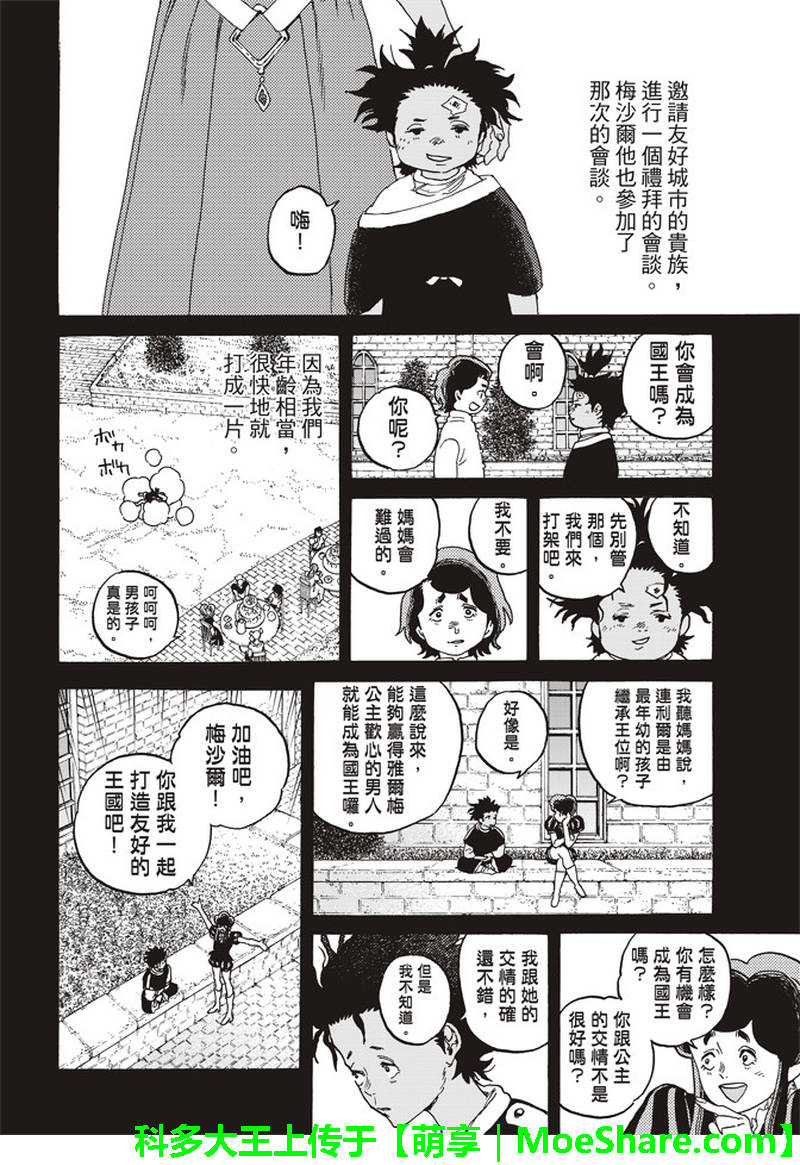 邀請友好城市的貴族，
進行一個禮拜的會談。
梅沙爾他也參加了
那次的會談。
嗨！
你會成為
國王嗎？
會啊。
你呢？
不知道。
先別管
那個，
我們來
打架吧。
我不要。
媽媽會
難過的。
因為我們
年齡相當，
很快地就
打成一片。
ボカ
ボカ
呵呵呵，
男孩子
真是的。
我聽媽媽說，
連利爾是由
最年幼的孩子
繼承王位啊？
好像是。
這麼說來，
能夠贏得雅爾梅
公主歡心的男人
就能成為國王囉。
加油吧，
梅沙爾！
你跟我一起
打造友好的
王國吧！
怎麼樣？
你有機會
成為國王
嗎？
你跟公主
的交情不是
很好嗎？
我跟她的
交情的確
還不錯，
但是
我不知道。
科多大王上传于【萌享 | MoeShare.com】